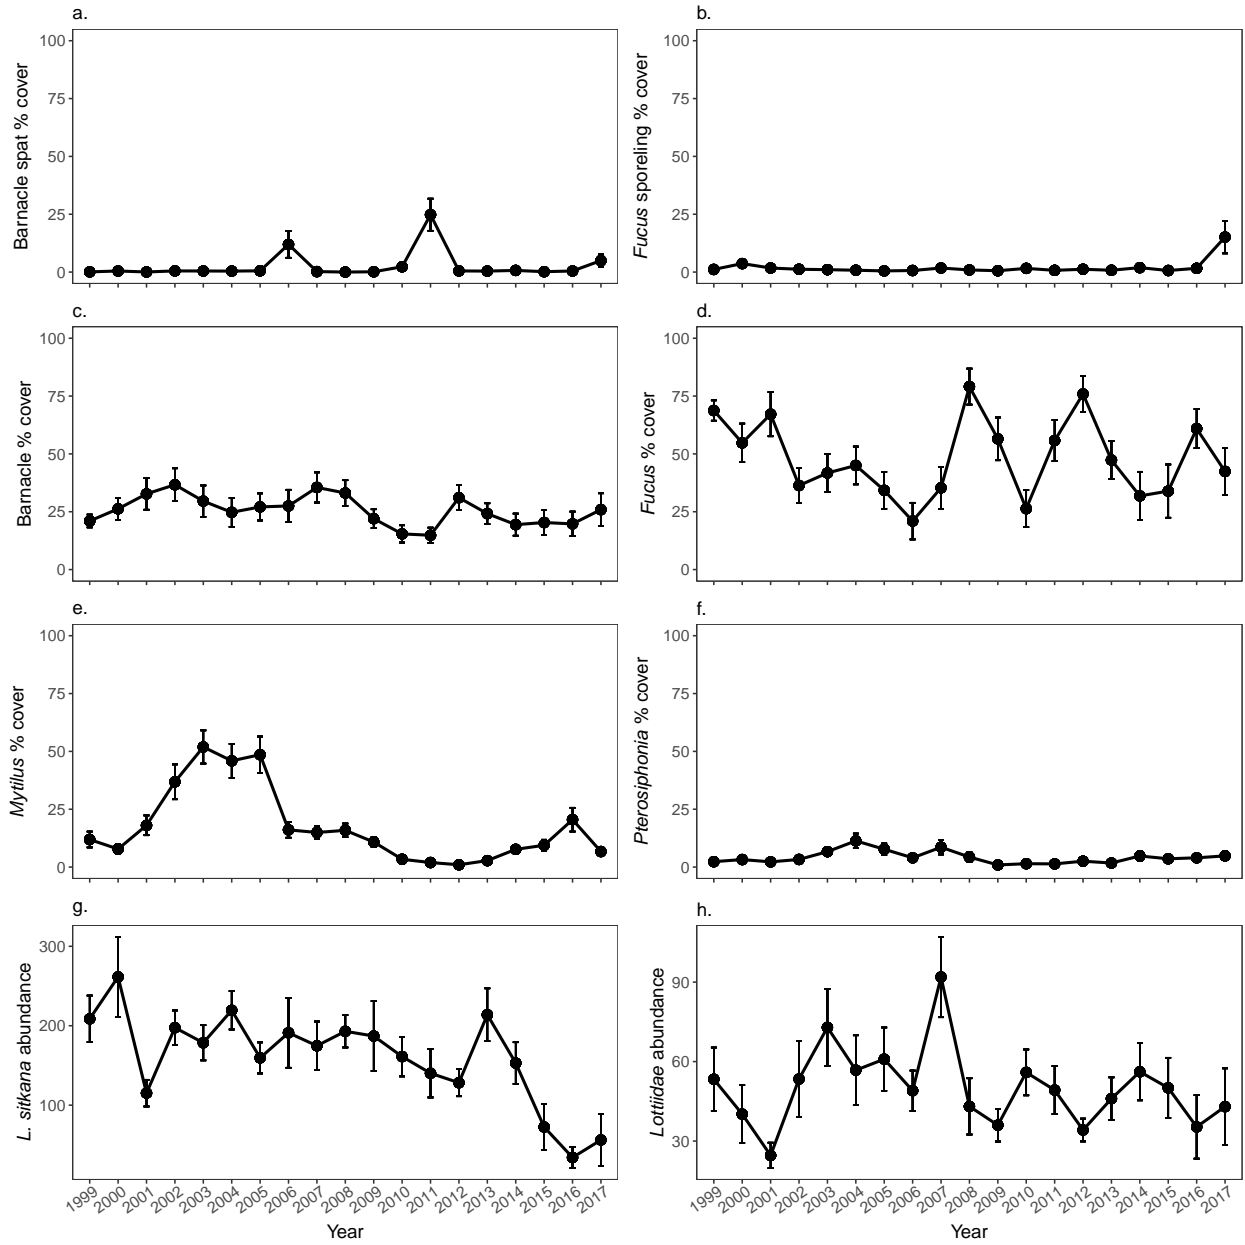 a.
100
75
50
25
0
Barnacle spat % cover
b.
100
75
50
25
0
Fucus sporeling % cover
c.
100
75
50
25
0
Barnacle % cover
d.
100
75
50
25
0
Fucus % cover
e.
100
75
50
25
0
Mytilus % cover
f.
100
75
50
25
0
Pterosiphonia % cover
g.
300
200
100
L. sitkana abundance
1999 2000 2001 2002 2003 2004 2005 2006 2007 2008 2009 2010 2011 2012 2013 2014 2015 2016 2017
Year
h.
90
60
30
Lottiidae abundance
1999 2000 2001 2002 2003 2004 2005 2006 2007 2008 2009 2010 2011 2012 2013 2014 2015 2016 2017
Year